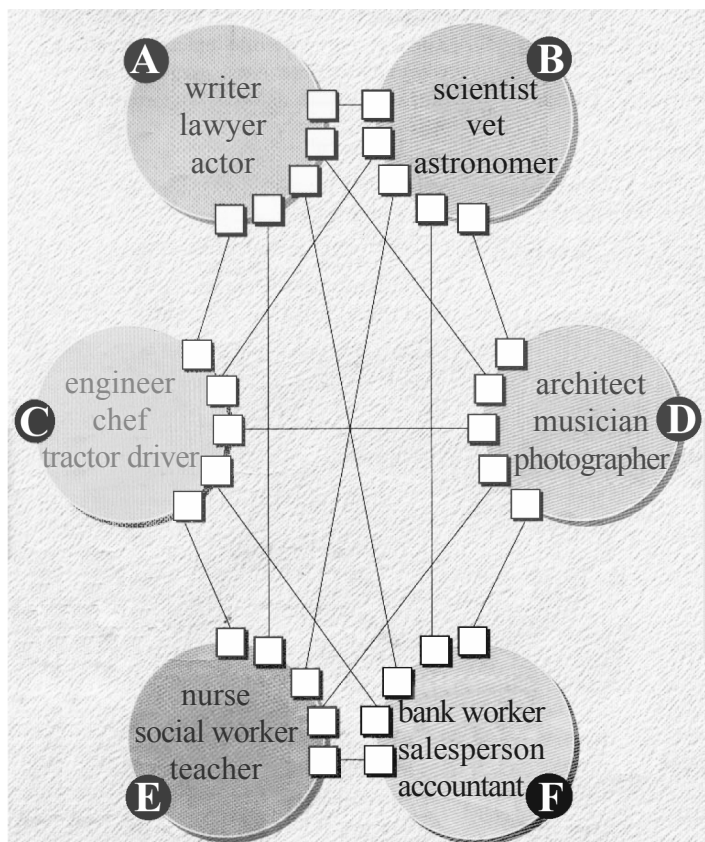 A
writer
lawyer
actor
B
scientist
vet
astronomer
C
engineer
chef
tractor driver
D
architect
musician
photographer
E
nurse
social worker
teacher
F
bank worker
salesperson
accountant